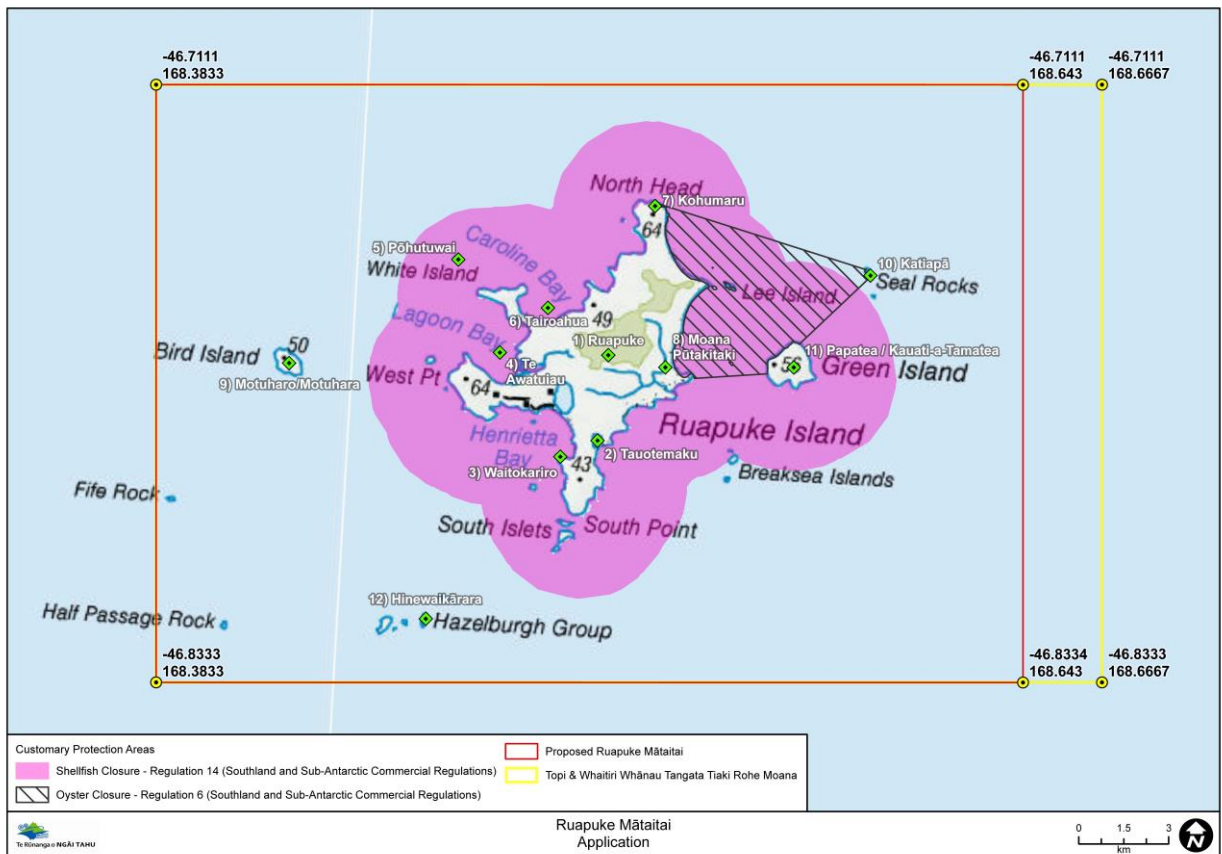 -46.7111
168.3833
-46.7111
168.643
-46.7111
168.6667
North Head
7) Kohumaru
64
5) Pōhutuwai
White Island
Caroline Bay
10) Katiapā
Seal Rocks
Lee Island
6) Tairoahua
49
Lagoon Bay
1) Ruapuke
8) Moana
Pūtakitaki
Bird Island
50
9) Motuharo/Motuhara
4) Te
Awatuiau
11) Papatea / Kauati-a-Tamatea
56
Green Island
West Pt
64
Ruapuke Island
Henrietta
Bay
2) Tauotemaku
3) Waitokariro
43
Breaksea Islands
Fife Rock
South Islets
South Point
12) Hinewaikārara
Half Passage Rock
Hazelburgh Group
-46.8333
168.3833
-46.8334
168.643
-46.8333
168.6667
Customary Protection Areas
Shellfish Closure - Regulation 14 (Southland and Sub-Antarctic Commercial Regulations)
Oyster Closure - Regulation 6 (Southland and Sub-Antarctic Commercial Regulations)
Proposed Ruapuke Mātaitai
Topi & Whaitiri Whānau Tangata Tiaki Rohe Moana
Te Rūnanga o NGĀI TAHU
Ruapuke Mātaitai
Application
0 1.5 3
km
N